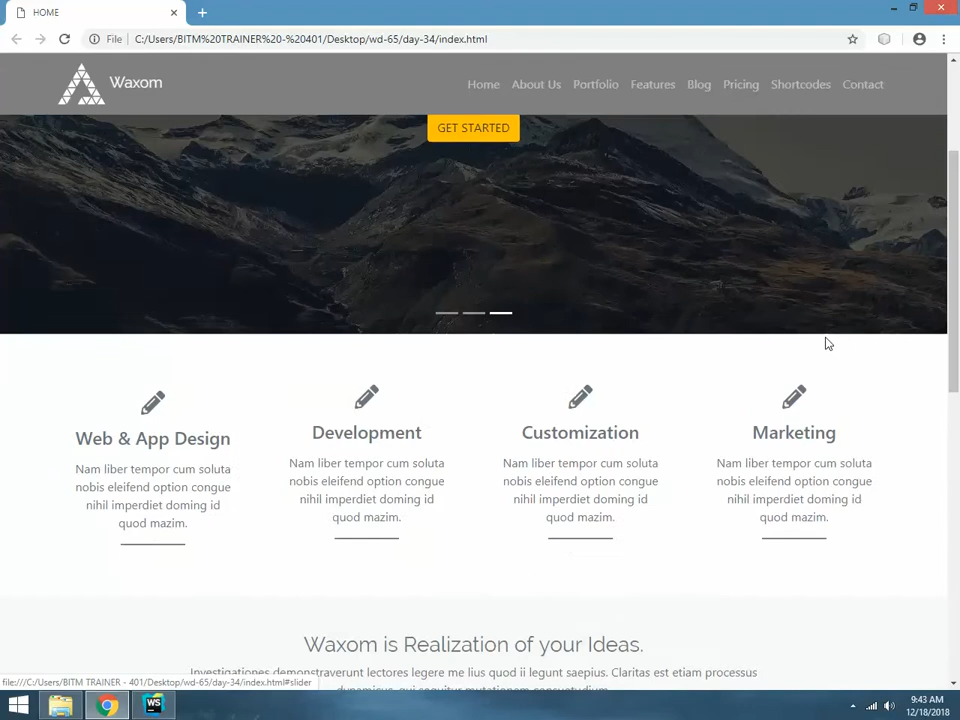 HOME
File
C:/Users/BITM%20TRAINER%20-%20401/Desktop/wd-65/day-34/index.html
Waxom
Home About Us Portfolio Features Blog Pricing Shortcodes Contact
GET STARTED
Web & App Design
Nam liber tempor cum soluta
nobis eleifend option congue
nihil imperdiet doming id
quod mazim.
Development
Nam liber tempor cum soluta
nobis eleifend option congue
nihil imperdiet doming id
quod mazim.
Customization
Nam liber tempor cum soluta
nobis eleifend option congue
nihil imperdiet doming id
quod mazim.
Marketing
Nam liber tempor cum soluta
nobis eleifend option congue
nihil imperdiet doming id
quod mazim.
Waxom is Realization of your Ideas.
Investigationes demonstraverunt lectores legere me lius quod ii legunt saepius. Claritas est etiam processus
file:///C:/Users/BITM TRAINER - 401/Desktop/wd-65/day-34/index.html#slider
WS
9:43 AM
12/18/2018